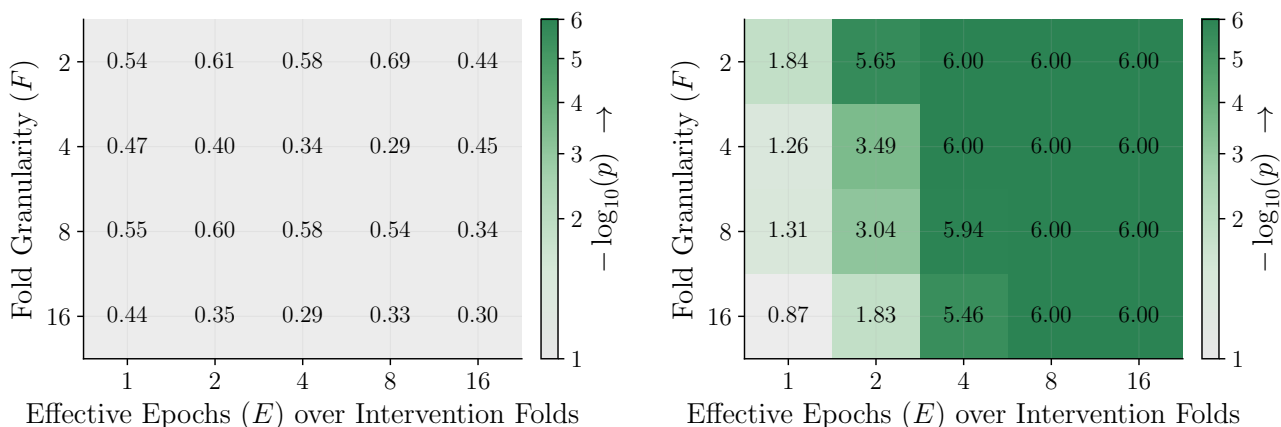 Fold Granularity (F)
2
4
8
16
0.54 0.61 0.58 0.69 0.44
0.47 0.40 0.34 0.29 0.45
0.55 0.60 0.58 0.54 0.34
0.44 0.35 0.29 0.33 0.30
1 2 4 8 16
Effective Epochs (E) over Intervention Folds
6
5
4
3
2
1
− log₁₀(p) →
Fold Granularity (F)
2
4
8
16
1.84 5.65 6.00 6.00 6.00
1.26 3.49 6.00 6.00 6.00
1.31 3.04 5.94 6.00 6.00
0.87 1.83 5.46 6.00 6.00
1 2 4 8 16
Effective Epochs (E) over Intervention Folds
6
5
4
3
2
1
− log₁₀(p) →